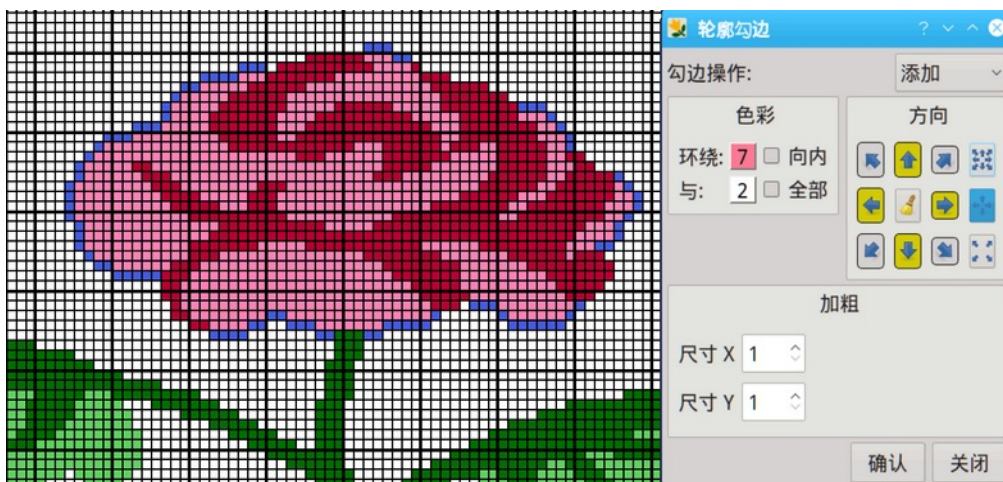 轮廓勾边
勾边操作: 添加
色彩
环绕: 7 向内
与: 2 全部
方向
加粗
尺寸 X 1
尺寸 Y 1
确认 关闭